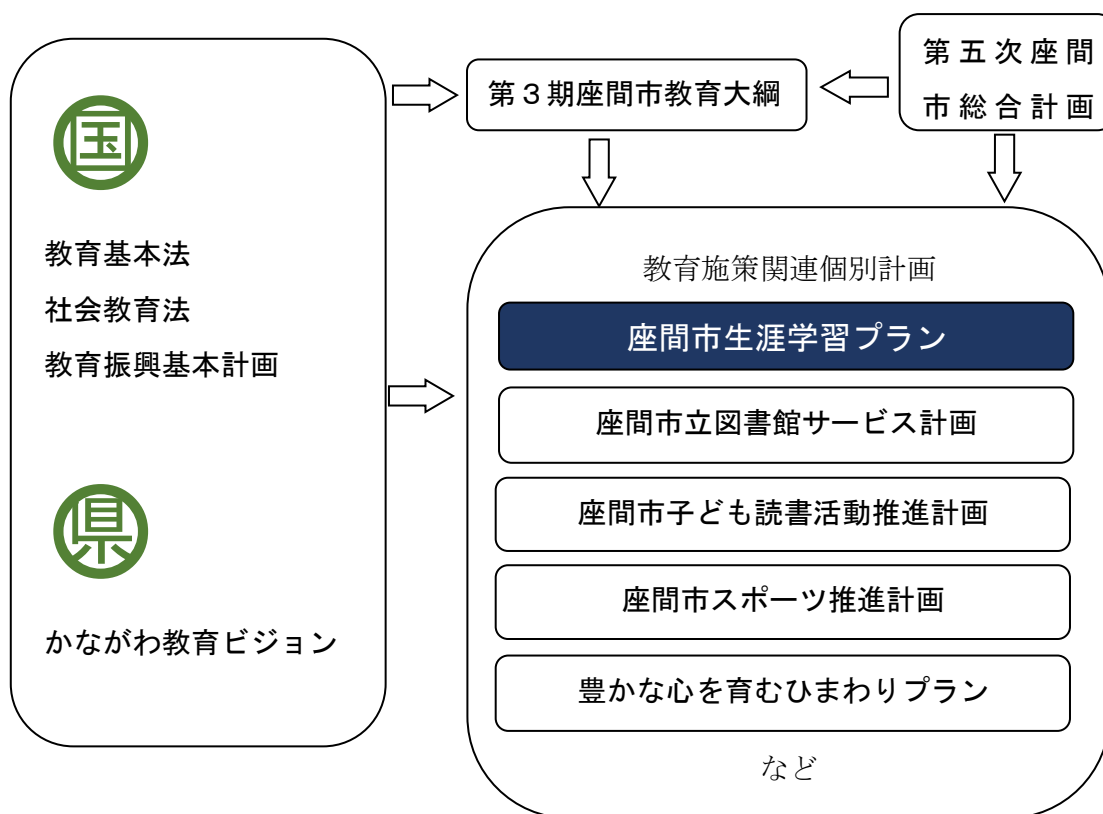 国
教育基本法
社会教育法
教育振興基本計画
県
かながわ教育ビジョン
第３期座間市教育大綱
第五次座間
市総合計画
教育施策関連個別計画
座間市生涯学習プラン
座間市立図書館サービス計画
座間市子ども読書活動推進計画
座間市スポーツ推進計画
豊かな心を育むひまわりプラン
など